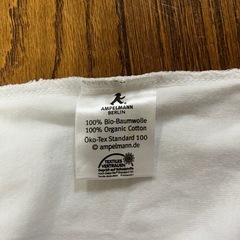 AMPELMANN
BERLIN
100% Bio-Baumwolle
100% Organic Cotton
Öko-Tex Standard 100
© ampelmann.de
TEXTILES
VERTRAUEN